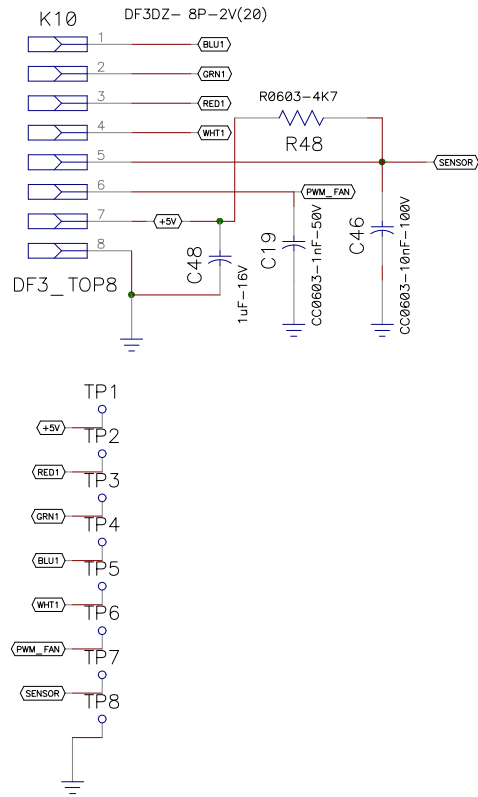 K10
DF3DZ- 8P-2V(20)
1
BLU1
2
GRN1
3
RED1
R0603-4K7
4
WHT1
R48
5
SENSOR
6
PWM_FAN
7
+5V
8
C48
1uF-16V
C19
CC0603-1nF-50V
C46
CC0603-10nF-100V
DF3_TOP8
TP1
+5V
TP2
RED1
TP3
GRN1
TP4
BLU1
TP5
WHT1
TP6
PWM_FAN
TP7
SENSOR
TP8